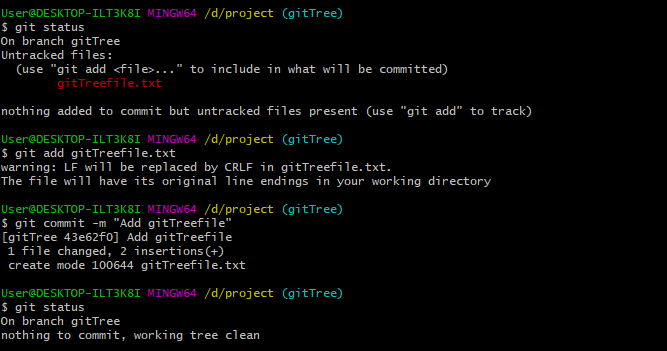 User@DESKTOP-ILT3K8I MINGW64 /d/project (gitTree)
$ git status
On branch gitTree
Untracked files:
  (use "git add <file>..." to include in what will be committed)
        gitTreefile.txt

nothing added to commit but untracked files present (use "git add" to track)

User@DESKTOP-ILT3K8I MINGW64 /d/project (gitTree)
$ git add gitTreefile.txt
warning: LF will be replaced by CRLF in gitTreefile.txt.
The file will have its original line endings in your working directory

User@DESKTOP-ILT3K8I MINGW64 /d/project (gitTree)
$ git commit -m "Add gitTreefile"
[gitTree 43e62f0] Add gitTreefile
 1 file changed, 2 insertions(+)
 create mode 100644 gitTreefile.txt

User@DESKTOP-ILT3K8I MINGW64 /d/project (gitTree)
$ git status
On branch gitTree
nothing to commit, working tree clean